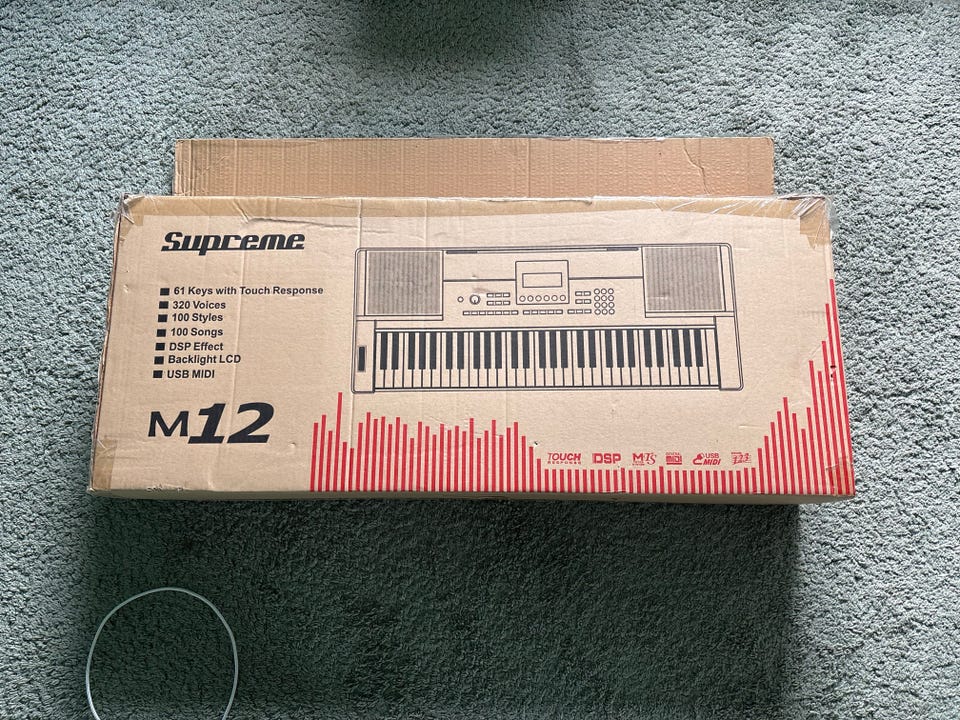 Supreme
61 Keys with Touch Response
320 Voices
100 Styles
100 Songs
DSP Effect
Backlight LCD
USB MIDI
M12
TOUCH
RESPONSE
DSP
MIDI
USB
MIDI